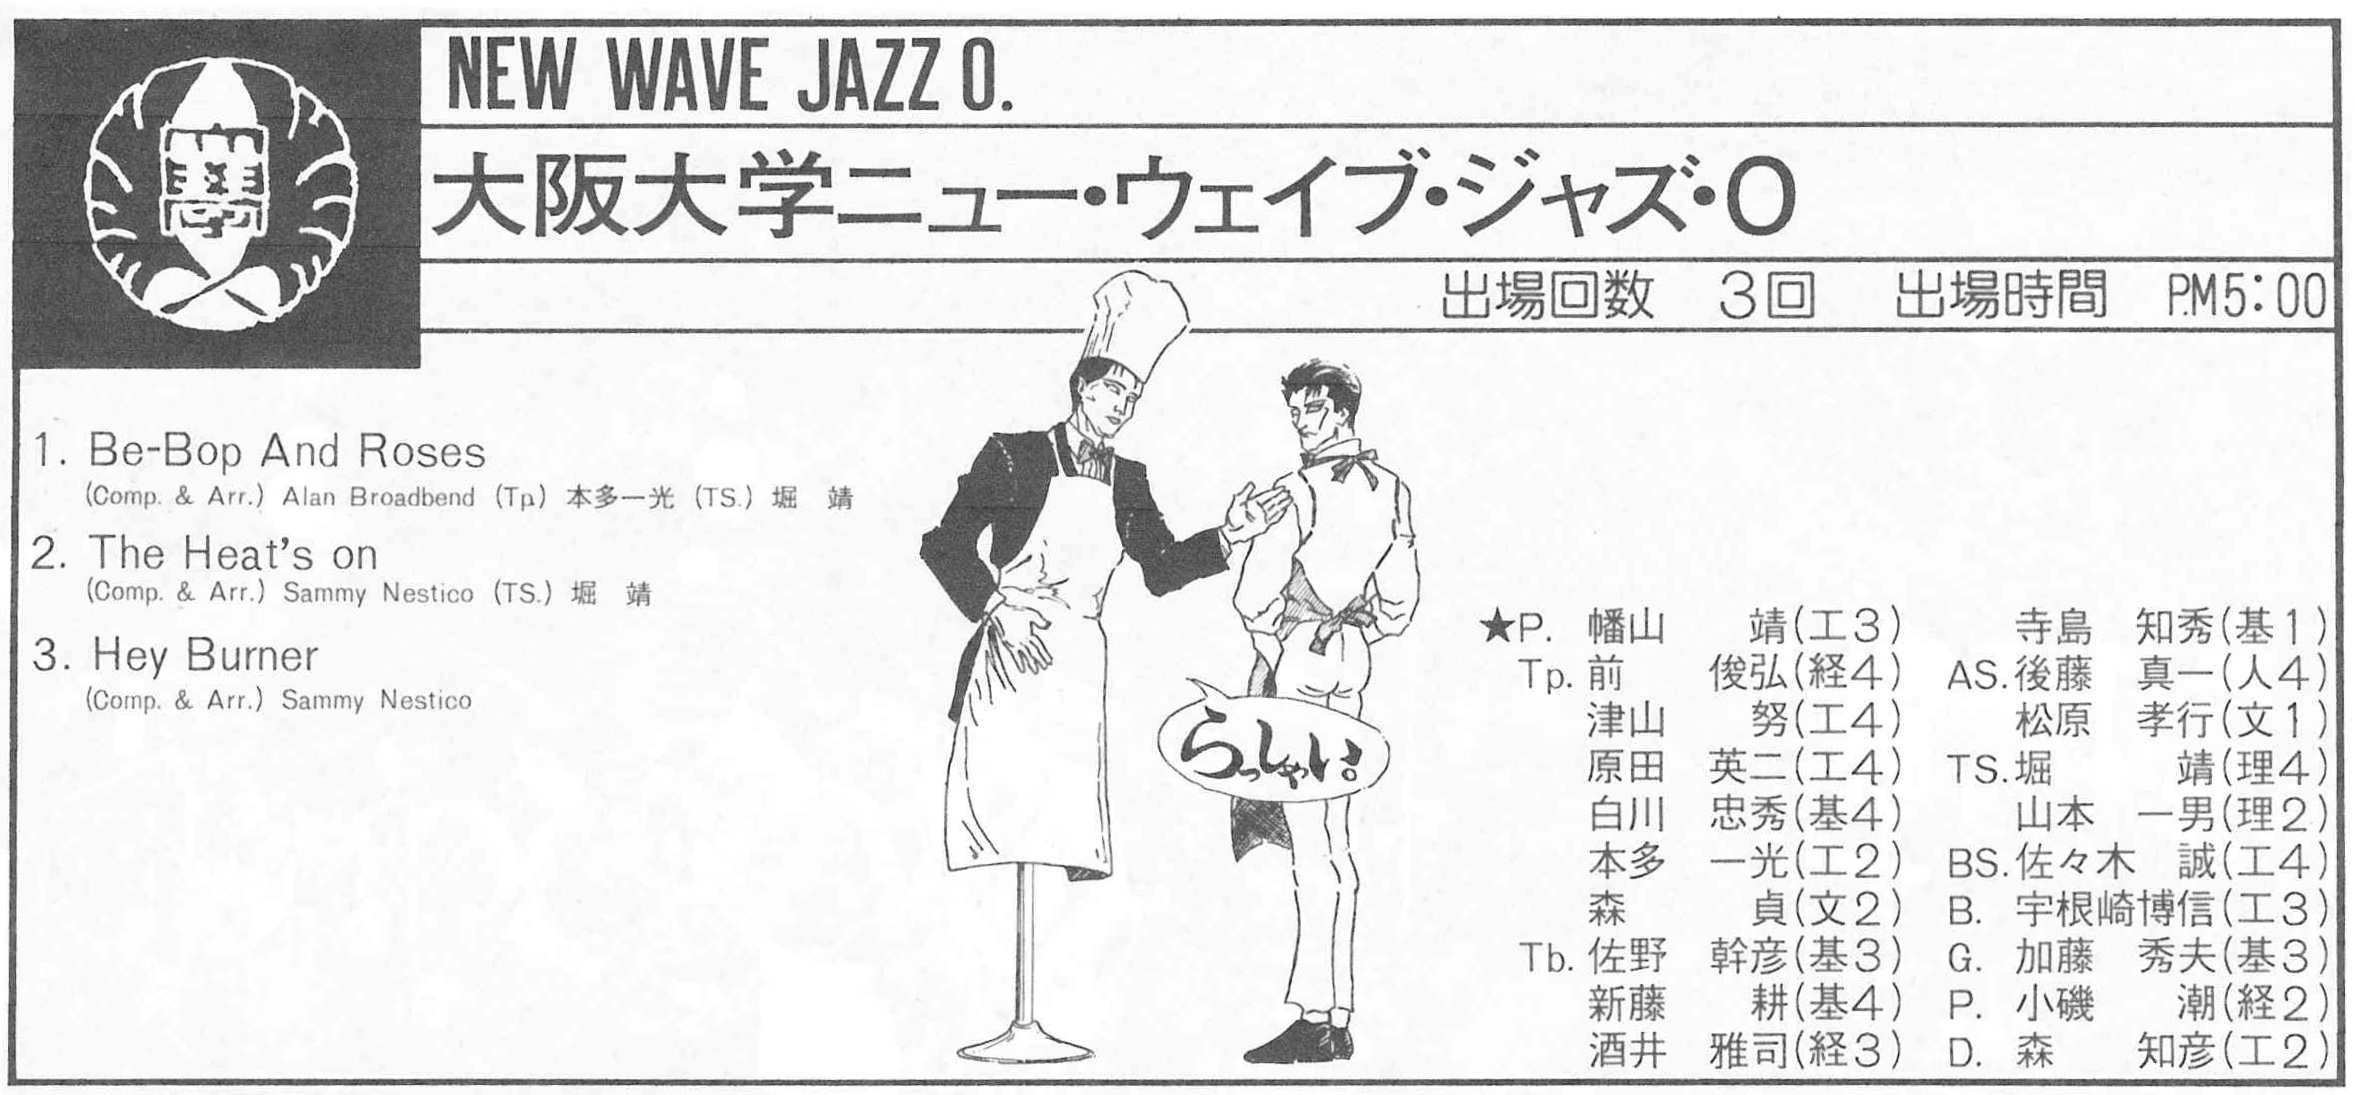 學
NEW WAVE JAZZ O.
大阪大学ニュー・ウェイブ・ジャズ・O
出場回数 3回 出場時間 P.M5:00
1. Be-Bop And Roses
(Comp. & Arr.) Alan Broadbend (Tp) 本多一光 (TS.) 堀 靖
2. The Heat's on
(Comp. & Arr.) Sammy Nestico (TS.) 堀 靖
3. Hey Burner
(Comp. & Arr.) Sammy Nestico
らっしゃい。
★P. 幡山 靖(工3)
Tp. 前 俊弘(経4)
津山 努(工4)
原田 英二(工4)
白川 忠秀(基4)
本多 一光(工2)
森 貞(文2)
Tb. 佐野 幹彦(基3)
新藤 耕(基4)
酒井 雅司(経3)
寺島 知秀(基1)
AS. 後藤 真一(人4)
松原 孝行(文1)
TS. 堀 靖(理4)
山本 一男(理2)
BS. 佐々木 誠(工4)
B. 宇根崎博信(工3)
G. 加藤 秀夫(基3)
P. 小磯 潮(経2)
D. 森 知彦(工2)